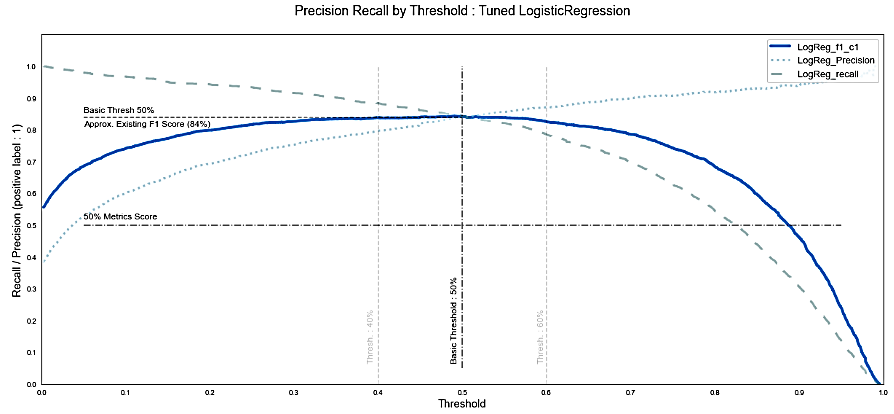 Precision Recall by Threshold : Tuned LogisticRegression
LogReg_f1_c1
LogReg_Precision
LogReg_recall
Recall / Precision (positive label : 1)
1.0
0.9
0.8
0.7
0.6
0.5
0.4
0.3
0.2
0.1
0.0
Basic Thresh 50%
Approx. Existing F1 Score (84%)
50% Metrics Score
Thresh. : 40%
Basic Threshold : 50%
Thresh. : 60%
0.0 0.1 0.2 0.3 0.4 0.5 0.6 0.7 0.8 0.9 1.0
Threshold